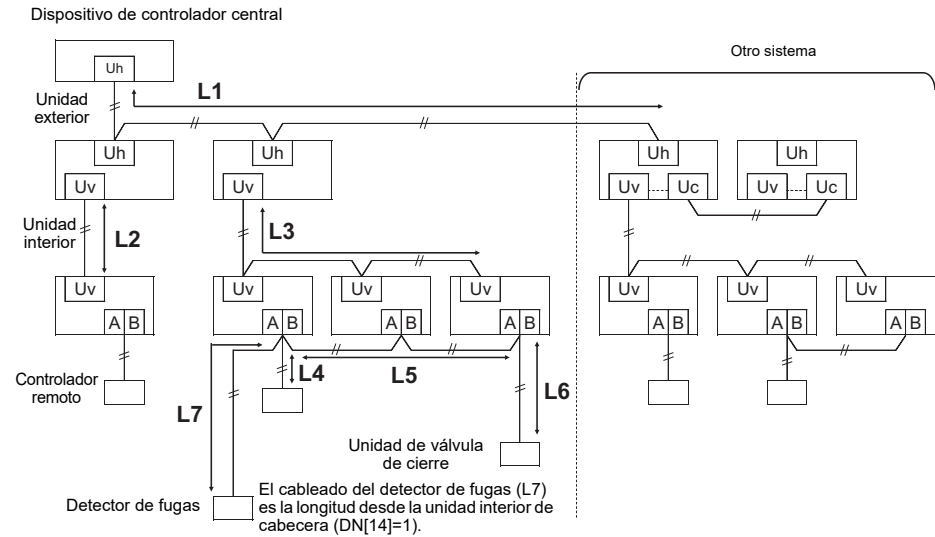 Dispositivo de controlador central
Otro sistema
Uh
L1
Unidad
exterior
Uh
Uh
Uh
Uh
Uv
Uv
Uv
Uc
Uv
Uc
Unidad
interior
L2
L3
Uv
Uv
Uv
Uv
Uv
Uv
Uv
A B
A B
A B
A B
A B
A B
A B
Controlador
remoto
L4
L5
L6
L7
Unidad de válvula
de cierre
Detector de fugas
El cableado del detector de fugas (L7)
es la longitud desde la unidad interior de
cabecera (DN[14]=1).